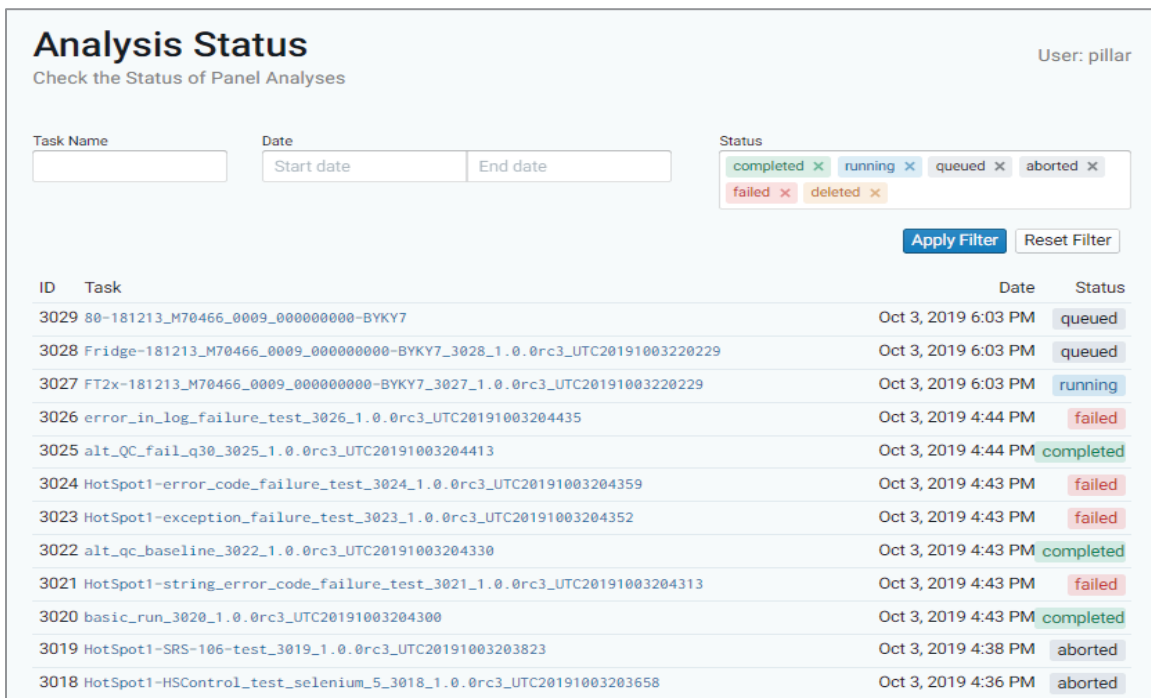 Analysis Status
User: pillar
Check the Status of Panel Analyses
Task Name Date Status
Start date End date completed × running × queued × aborted ×
failed × deleted ×
Apply Filter Reset Filter
ID Task Date Status
3029 80-181213_M70466_0009_000000000-BYKY7 Oct 3, 2019 6:03 PM queued
3028 Fridge-181213_M70466_0009_000000000-BYKY7_3028_1.0.0rc3_UTC20191003220229 Oct 3, 2019 6:03 PM queued
3027 FT2x-181213_M70466_0009_000000000-BYKY7_3027_1.0.0rc3_UTC20191003220229 Oct 3, 2019 6:03 PM running
3026 error_in_log_failure_test_3026_1.0.0rc3_UTC20191003204435 Oct 3, 2019 4:44 PM failed
3025 alt_QC_fail_q30_3025_1.0.0rc3_UTC20191003204413 Oct 3, 2019 4:44 PM completed
3024 HotSpot1-error_code_failure_test_3024_1.0.0rc3_UTC20191003204359 Oct 3, 2019 4:43 PM failed
3023 HotSpot1-exception_failure_test_3023_1.0.0rc3_UTC20191003204352 Oct 3, 2019 4:43 PM failed
3022 alt_qc_baseline_3022_1.0.0rc3_UTC20191003204330 Oct 3, 2019 4:43 PM completed
3021 HotSpot1-string_error_code_failure_test_3021_1.0.0rc3_UTC20191003204313 Oct 3, 2019 4:43 PM failed
3020 basic_run_3020_1.0.0rc3_UTC20191003204300 Oct 3, 2019 4:43 PM completed
3019 HotSpot1-SRS-106-test_3019_1.0.0rc3_UTC20191003203823 Oct 3, 2019 4:38 PM aborted
3018 HotSpot1-HSControl_test_selenium_5_3018_1.0.0rc3_UTC20191003203658 Oct 3, 2019 4:36 PM aborted